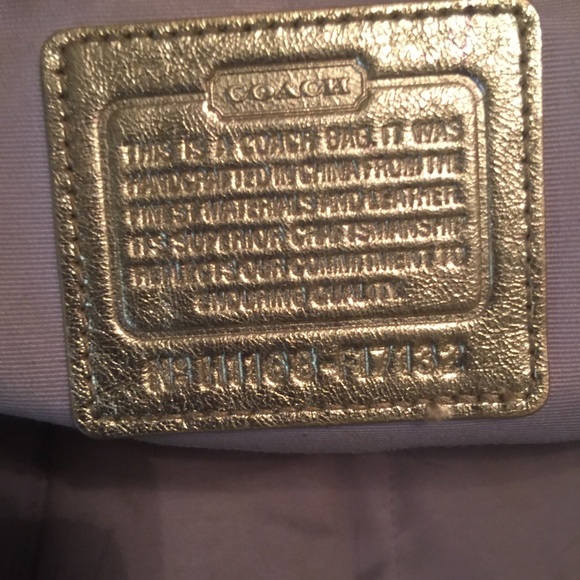 COACH
THIS IS A COACH BAG. IT WAS
HANDCRAFTED IN CHINA FROM THE
FINEST MATERIALS AND LEATHER.
ITS SUPERIOR CRAFTSMANSHIP
REFLECTS OUR COMMITMENT TO
ENDURING QUALITY.
F17132